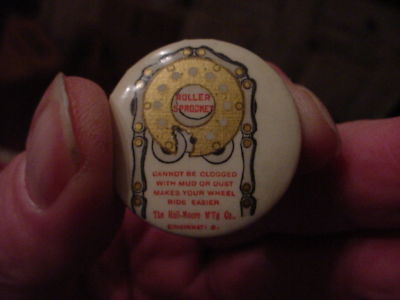 ROLLER
SPROCKET
CANNOT BE CLOGGED
WITH MUD OR DUST
MAKES YOUR WHEEL
RIDE EASIER.
The Hall-Moore M'f'g Co.,
CINCINNATI O.